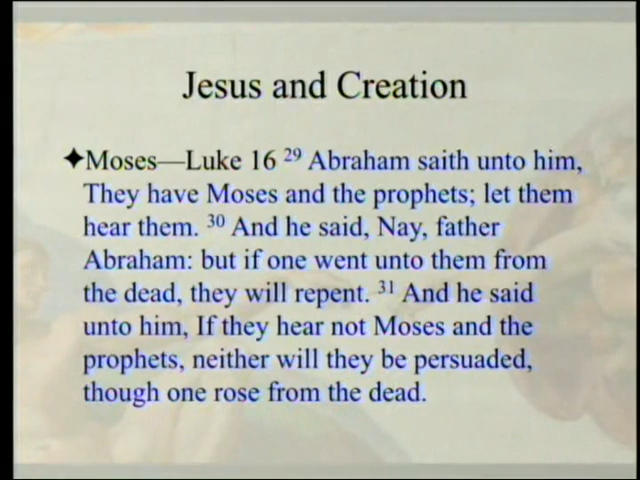 Jesus and Creation
✦Moses—Luke 16 29 Abraham saith unto him,
They have Moses and the prophets; let them
hear them. 30 And he said, Nay, father
Abraham: but if one went unto them from
the dead, they will repent. 31 And he said
unto him, If they hear not Moses and the
prophets, neither will they be persuaded,
though one rose from the dead.